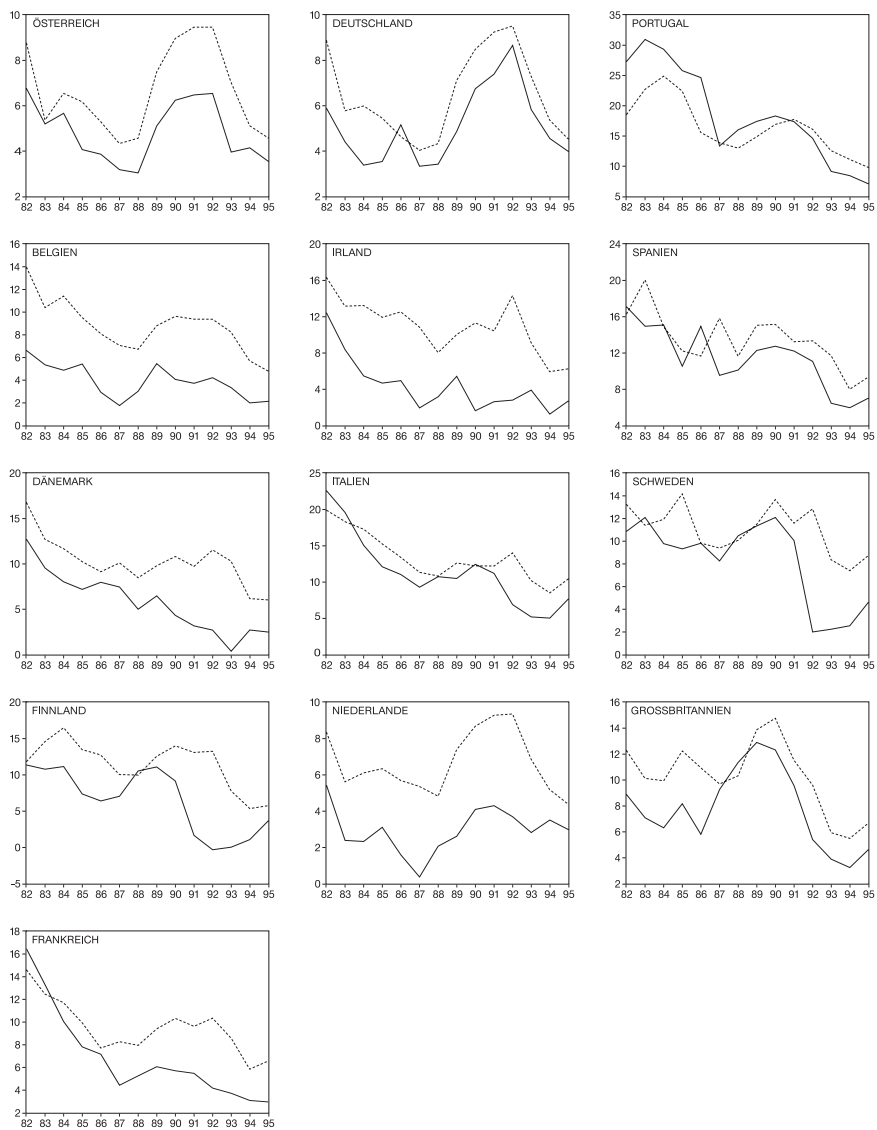 10 ÖSTERREICH
8
6
4
2
82 83 84 85 86 87 88 89 90 91 92 93 94 95
10 DEUTSCHLAND
8
6
4
2
82 83 84 85 86 87 88 89 90 91 92 93 94 95
35 PORTUGAL
30
25
20
15
10
5
82 83 84 85 86 87 88 89 90 91 92 93 94 95
16 BELGIEN
14
12
10
8
6
4
2
0
82 83 84 85 86 87 88 89 90 91 92 93 94 95
20 IRLAND
16
12
8
4
0
82 83 84 85 86 87 88 89 90 91 92 93 94 95
24 SPANIEN
20
16
12
8
4
82 83 84 85 86 87 88 89 90 91 92 93 94 95
20 DÄNEMARK
15
10
5
0
82 83 84 85 86 87 88 89 90 91 92 93 94 95
25 ITALIEN
20
15
10
5
0
82 83 84 85 86 87 88 89 90 91 92 93 94 95
16 SCHWEDEN
14
12
10
8
6
4
2
0
82 83 84 85 86 87 88 89 90 91 92 93 94 95
20 FINNLAND
15
10
5
0
–5
82 83 84 85 86 87 88 89 90 91 92 93 94 95
10 NIEDERLANDE
8
6
4
2
0
82 83 84 85 86 87 88 89 90 91 92 93 94 95
16 GROSSBRITANNIEN
14
12
10
8
6
4
2
82 83 84 85 86 87 88 89 90 91 92 93 94 95
18 FRANKREICH
16
14
12
10
8
6
4
2
82 83 84 85 86 87 88 89 90 91 92 93 94 95